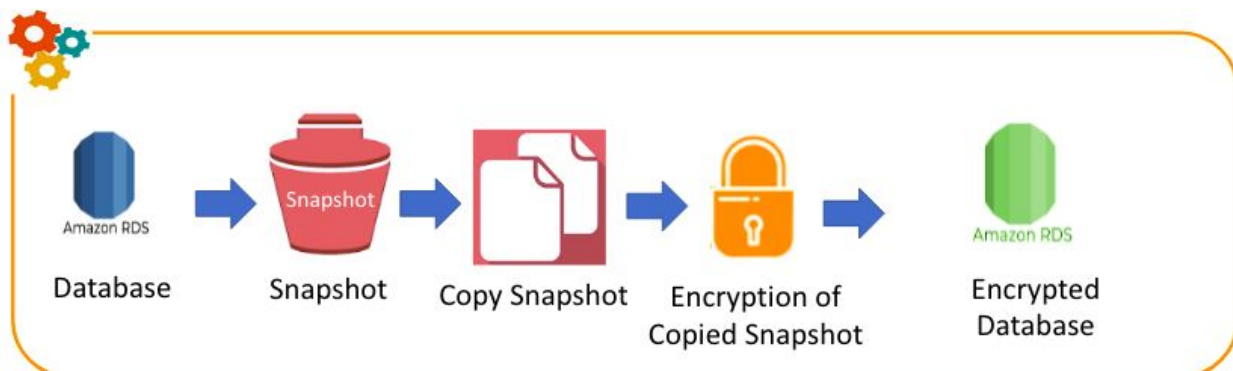 Amazon RDS
Database
Snapshot
Snapshot
Copy Snapshot
Encryption of
Copied Snapshot
Amazon RDS
Encrypted
Database